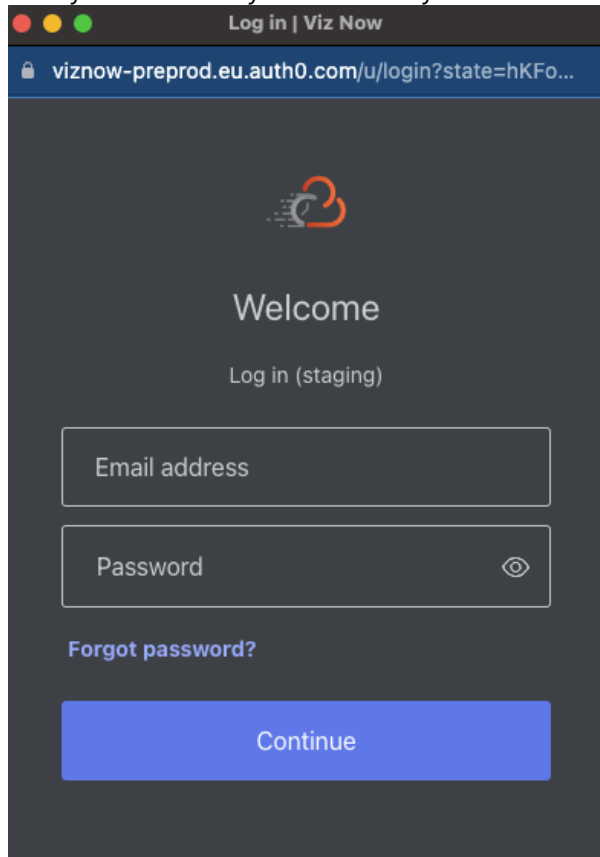 Log in | Viz Now
viznow-preprod.eu.auth0.com/u/login?state=hKFo...
Welcome
Log in (staging)
Email address
Password
Forgot password?
Continue